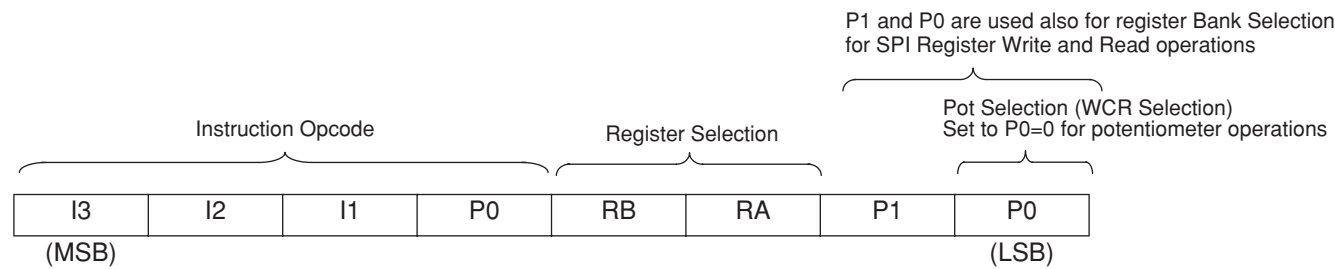 P1 and P0 are used also for register Bank Selection
for SPI Register Write and Read operations
Pot Selection (WCR Selection)
Set to P0=0 for potentiometer operations
Instruction Opcode
Register Selection
I3 I2 I1 P0 RB RA P1 P0
(MSB) (LSB)